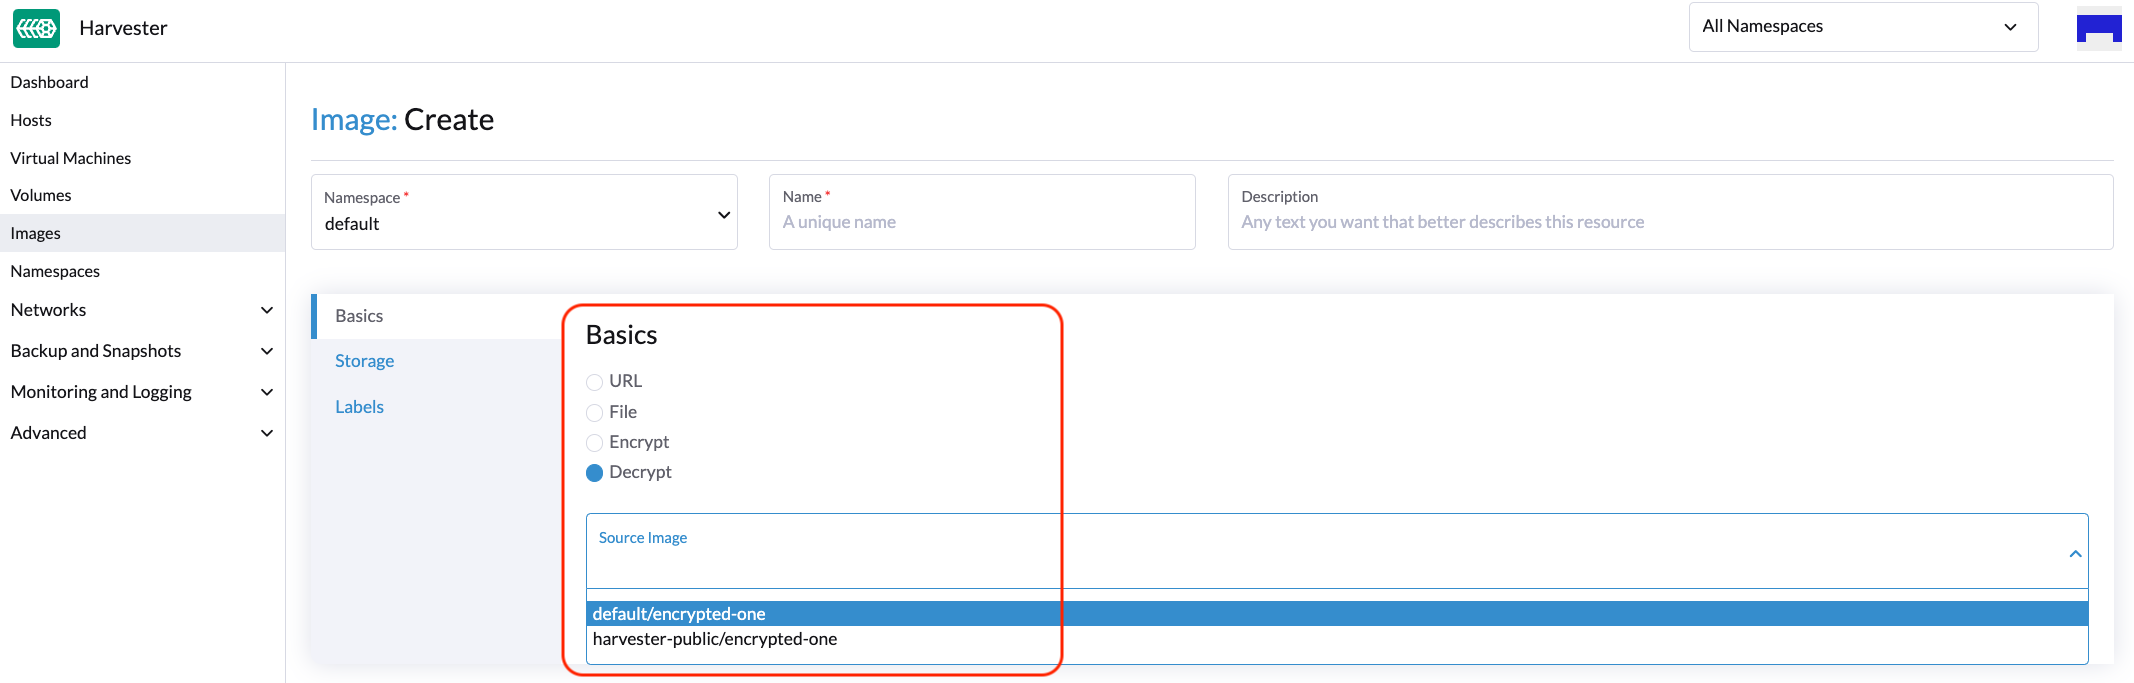 Harvester
All Namespaces
Dashboard
Hosts
Virtual Machines
Volumes
Images
Namespaces
Networks
Backup and Snapshots
Monitoring and Logging
Advanced
Image: Create
Namespace *
default
Name *
A unique name
Description
Any text you want that better describes this resource
Basics
Storage
Labels
Basics
URL
File
Encrypt
Decrypt
Source Image
default/encrypted-one
harvester-public/encrypted-one